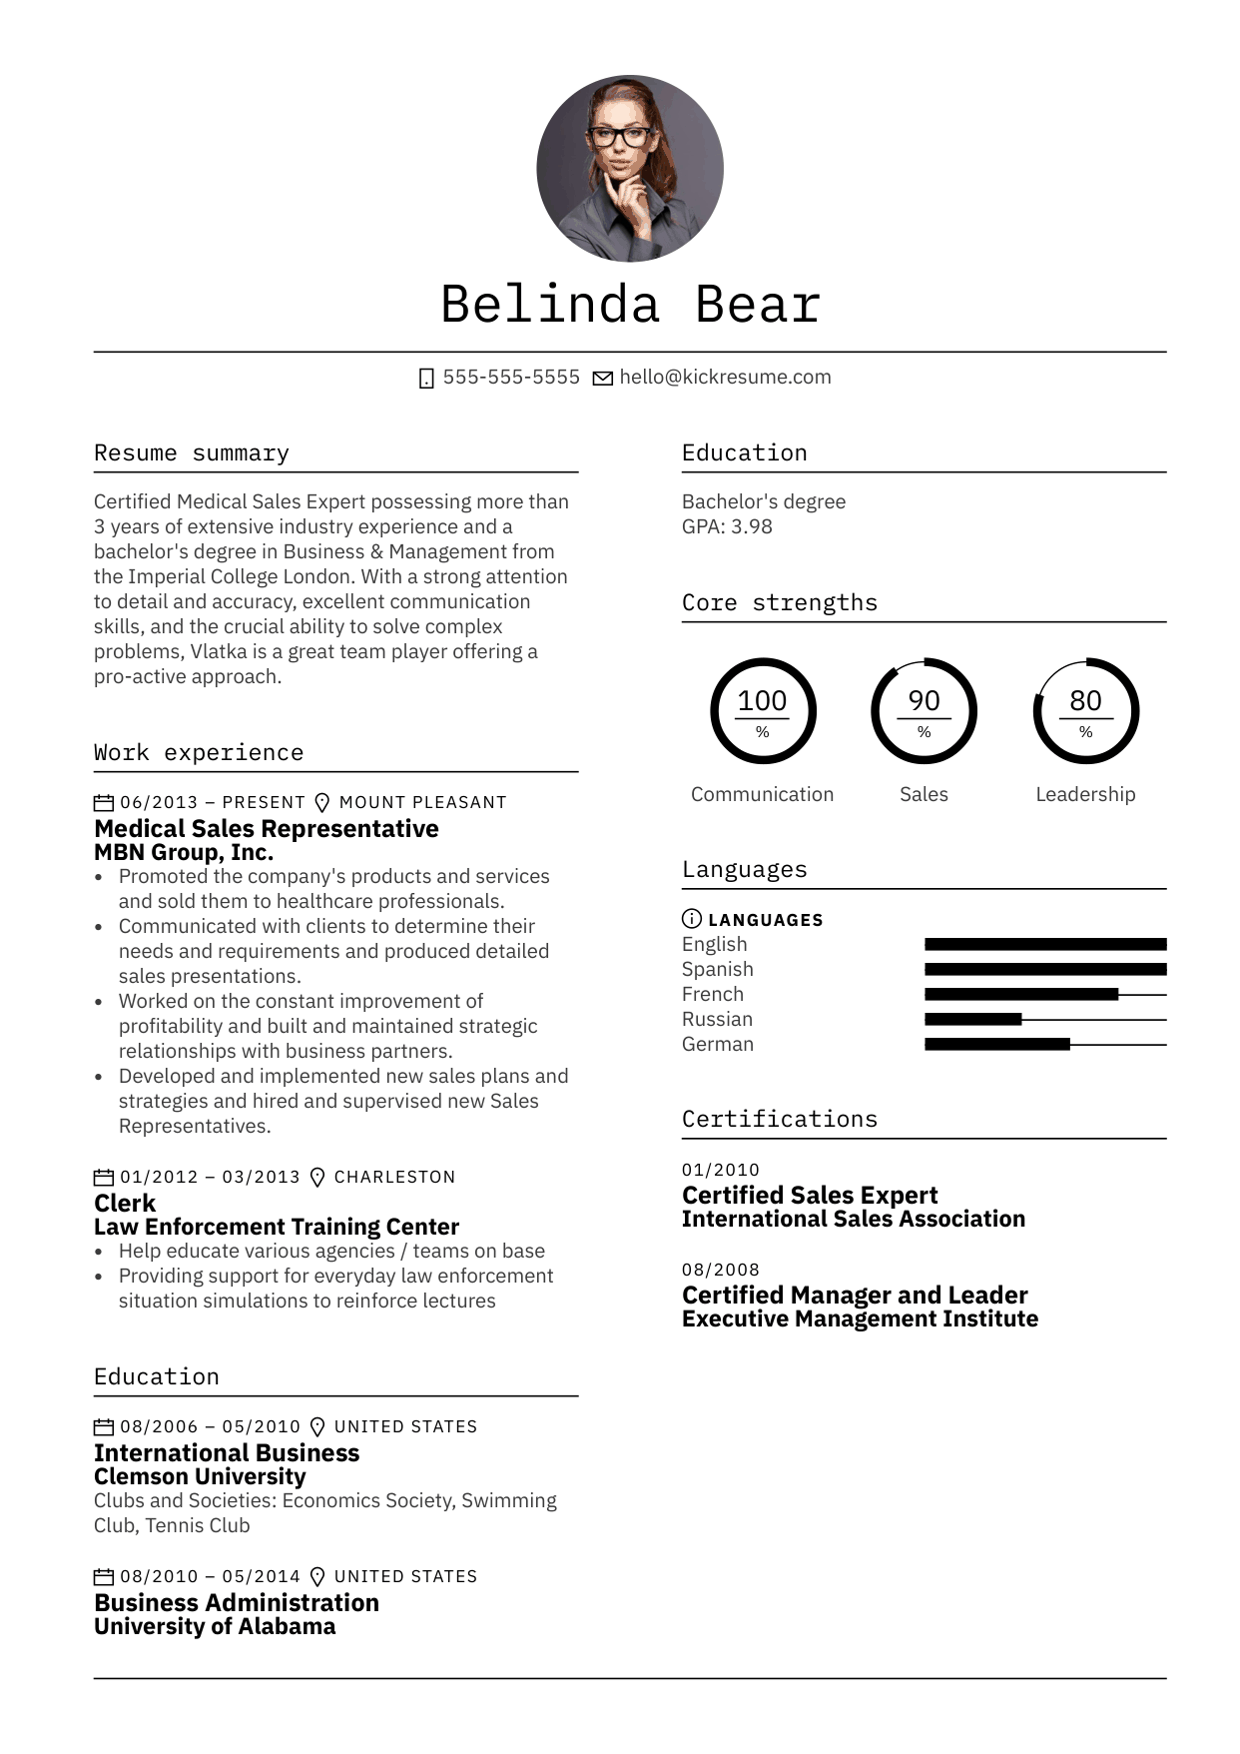 Belinda Bear
555-555-5555 hello@kickresume.com
Resume summary
Certified Medical Sales Expert possessing more than
3 years of extensive industry experience and a
bachelor's degree in Business & Management from
the Imperial College London. With a strong attention
to detail and accuracy, excellent communication
skills, and the crucial ability to solve complex
problems, Vlatka is a great team player offering a
pro-active approach.
Work experience
06/2013 – PRESENT MOUNT PLEASANT
Medical Sales Representative
MBN Group, Inc.
• Promoted the company's products and services
and sold them to healthcare professionals.
• Communicated with clients to determine their
needs and requirements and produced detailed
sales presentations.
• Worked on the constant improvement of
profitability and built and maintained strategic
relationships with business partners.
• Developed and implemented new sales plans and
strategies and hired and supervised new Sales
Representatives.
01/2012 – 03/2013 CHARLESTON
Clerk
Law Enforcement Training Center
• Help educate various agencies / teams on base
• Providing support for everyday law enforcement
situation simulations to reinforce lectures
Education
08/2006 – 05/2010 UNITED STATES
International Business
Clemson University
Clubs and Societies: Economics Society, Swimming
Club, Tennis Club
08/2010 – 05/2014 UNITED STATES
Business Administration
University of Alabama
Education
Bachelor's degree
GPA: 3.98
Core strengths
100 90 80
% % %
Communication Sales Leadership
Languages
LANGUAGES
English
Spanish
French
Russian
German
Certifications
01/2010
Certified Sales Expert
International Sales Association
08/2008
Certified Manager and Leader
Executive Management Institute